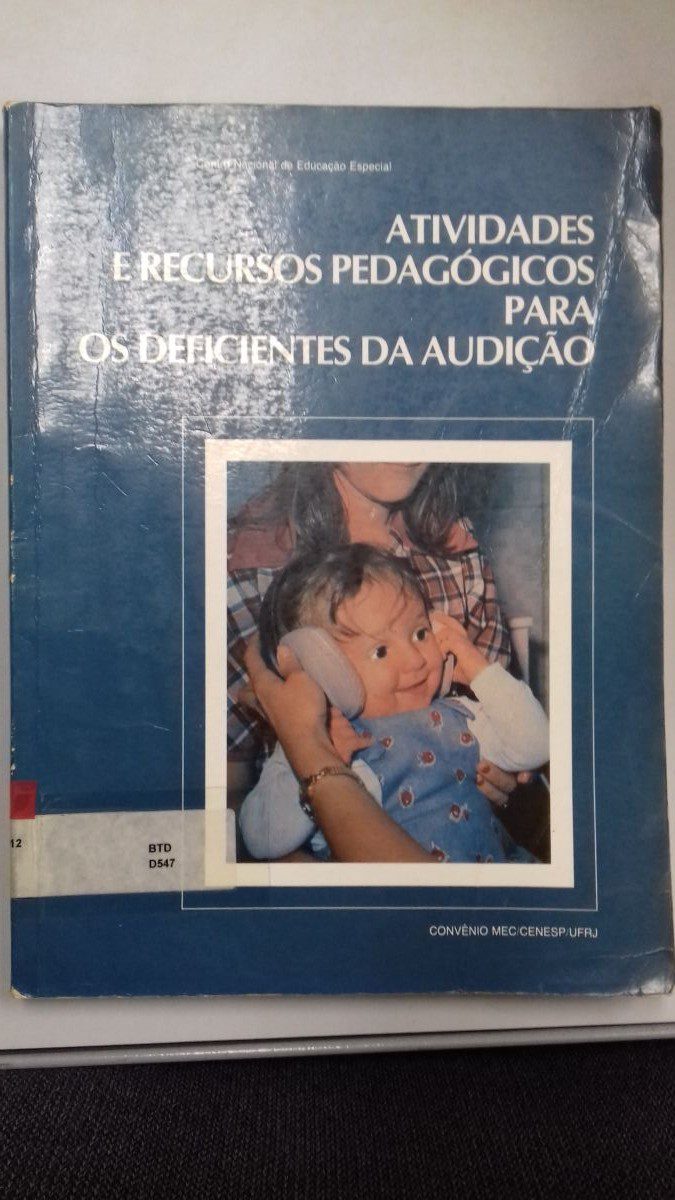 Centro Nacional de Educação Especial
ATIVIDADES
E RECURSOS PEDAGÓGICOS
PARA
OS DEFICIENTES DA AUDIÇÃO
12
BTD
D547
CONVÊNIO MEC/CENESP/UFRJ